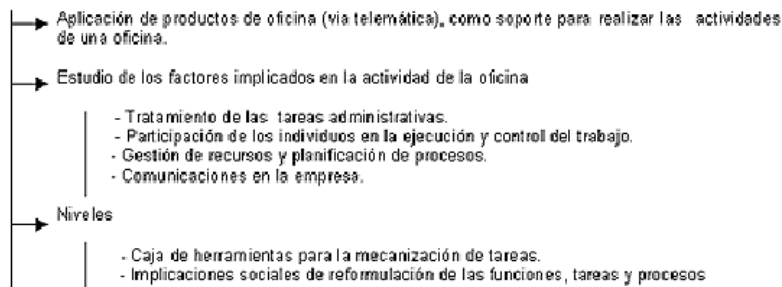 Aplicación de productos de oficina (via telemática), como soporte para realizar las actividades
de una oficina.
Estudio de los factores implicados en la actividad de la oficina
- Tratamiento de las tareas administrativas.
- Participación de los individuos en la ejecución y control del trabajo.
- Gestión de recursos y planificación de procesos.
- Comunicaciones en la empresa.
Niveles
- Caja de herramientas para la mecanización de tareas.
- Implicaciones sociales de reformulación de las funciones, tareas y procesos